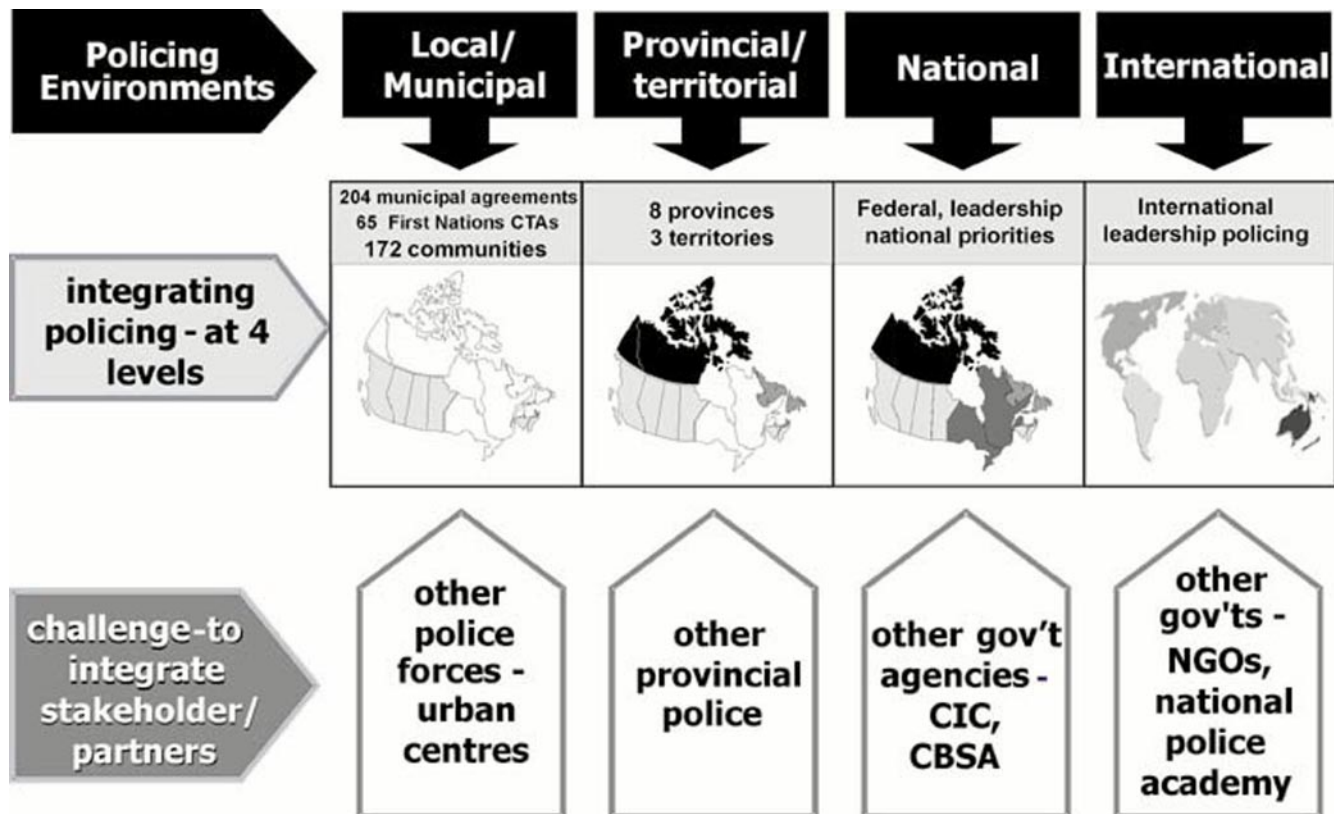 Policing
Environments
Local/
Municipal
Provincial/
territorial
National
International
integrating
policing - at 4
levels
204 municipal agreements
65 First Nations CTAs
172 communities
8 provinces
3 territories
Federal, leadership
national priorities
International
leadership policing
challenge-to
integrate
stakeholder/
partners
other
police
forces -
urban
centres
other
provincial
police
other gov't
agencies -
CIC,
CBSA
other
gov'ts -
NGOs,
national
police
academy